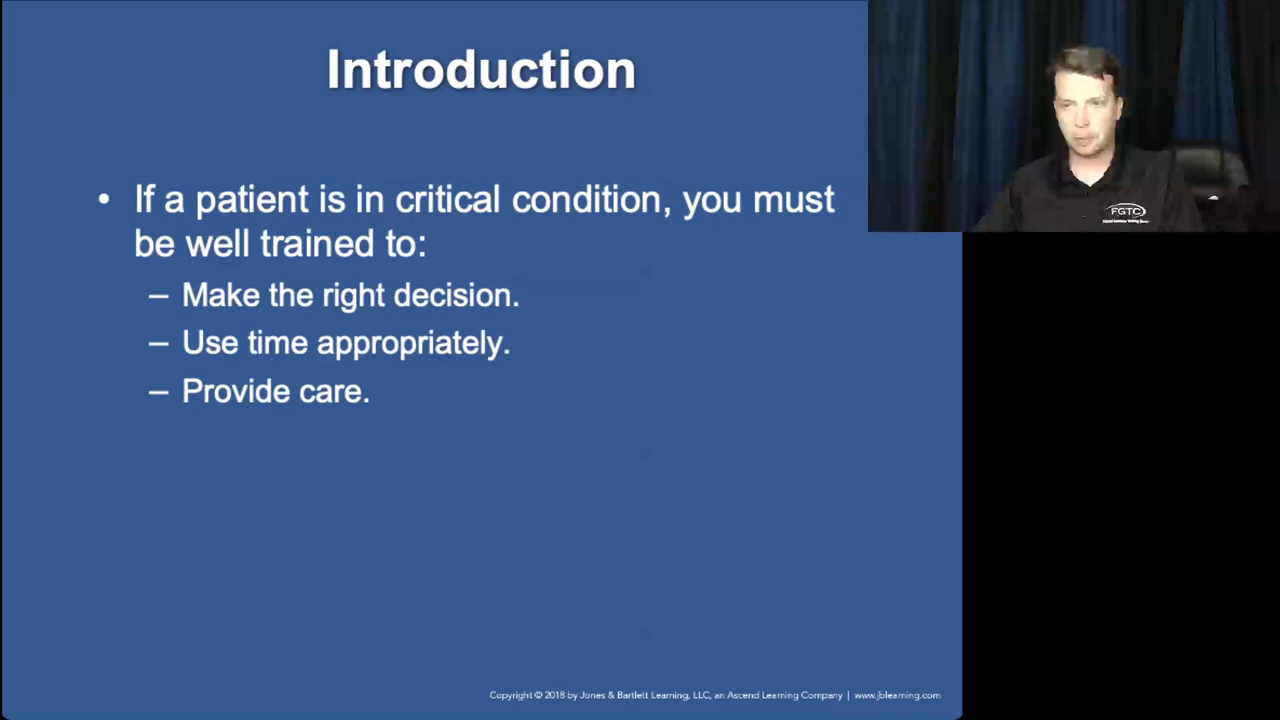 Introduction
• If a patient is in critical condition, you must
be well trained to:
– Make the right decision.
– Use time appropriately.
– Provide care.
FGTC
Copyright © 2018 by Jones & Bartlett Learning, LLC, an Ascend Learning Company | www.jblearning.com